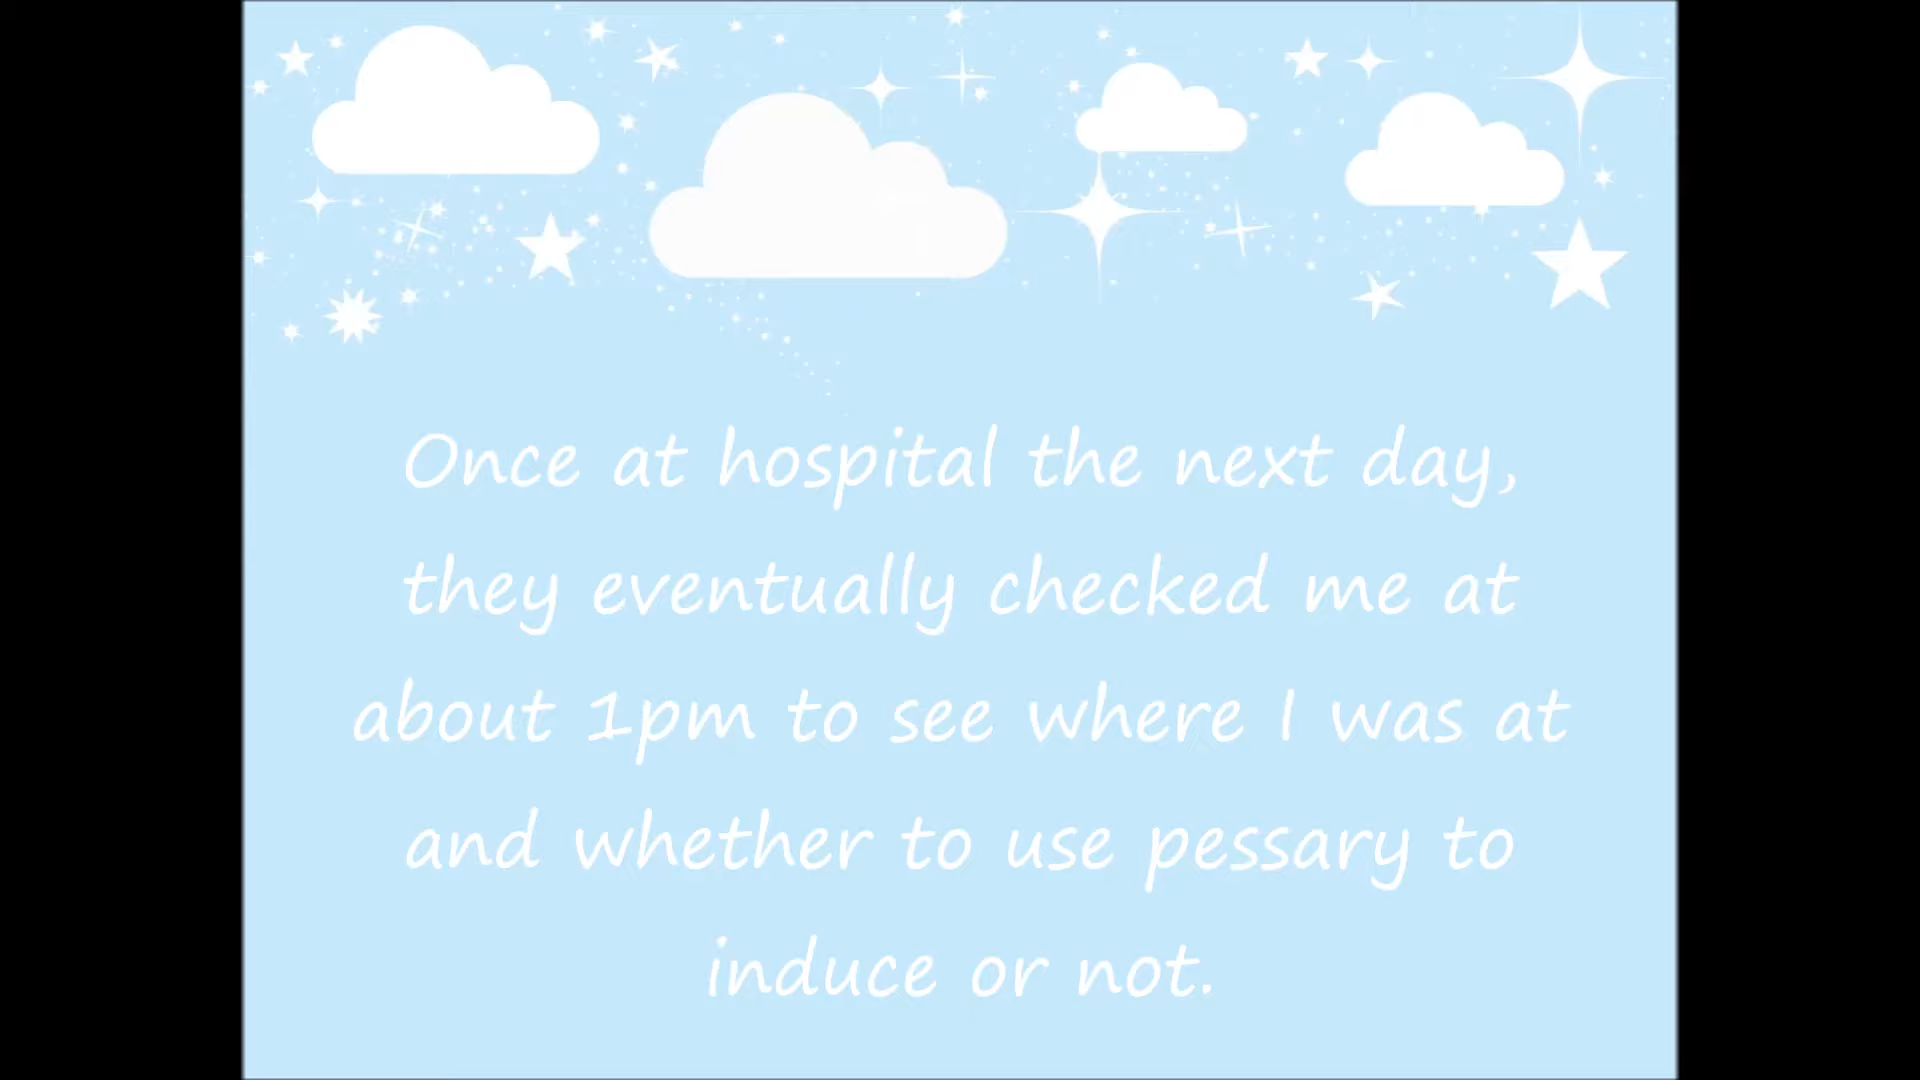 Once at hospital the next day,
they eventually checked me at
about 1pm to see where I was at
and whether to use pessary to
induce or not.